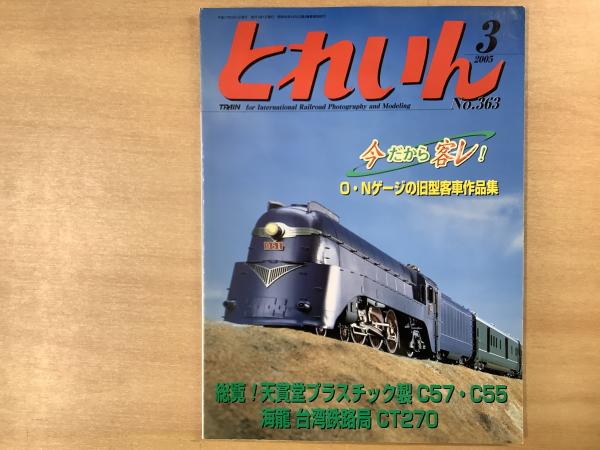 とれいん
3
2005
No.363
TRAIN for International Railroad Photography and Modeling
今だから客レ!
O・Nゲージの旧型客車作品集
総覧!天賞堂プラスチック製 C57・C55
海龍 台湾鉄路局 CT270